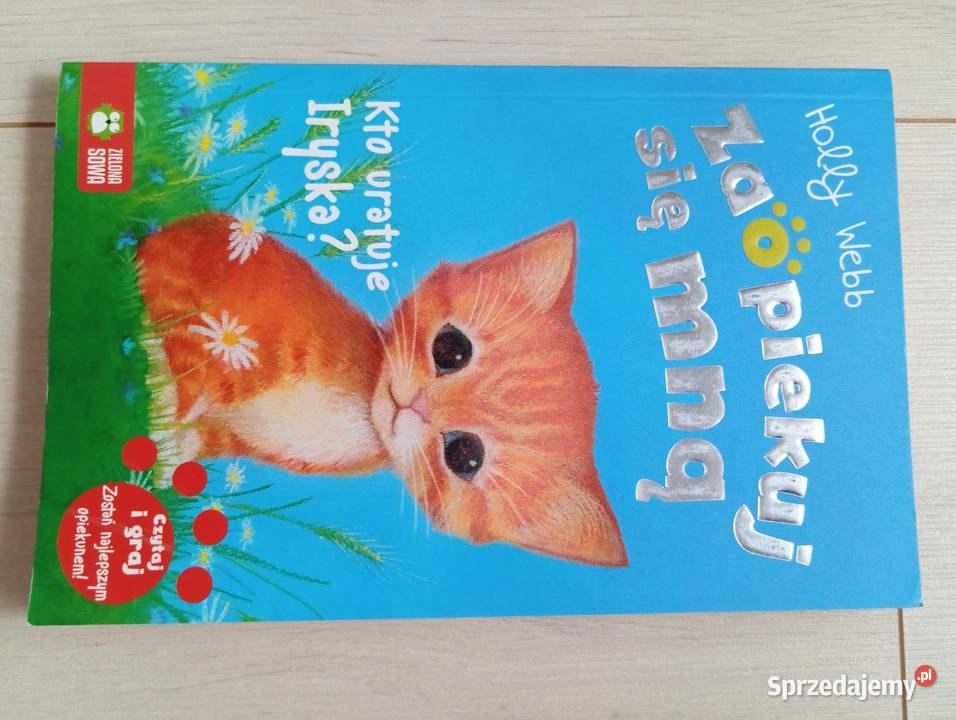 Holly Webb
Zaopiekuj
się mną
Kto uratuje
Iryska?
ZIELONA
SOWA
Czytaj
i graj
Zostań najlepszym
opiekunem!
Sprzedajemy.pl